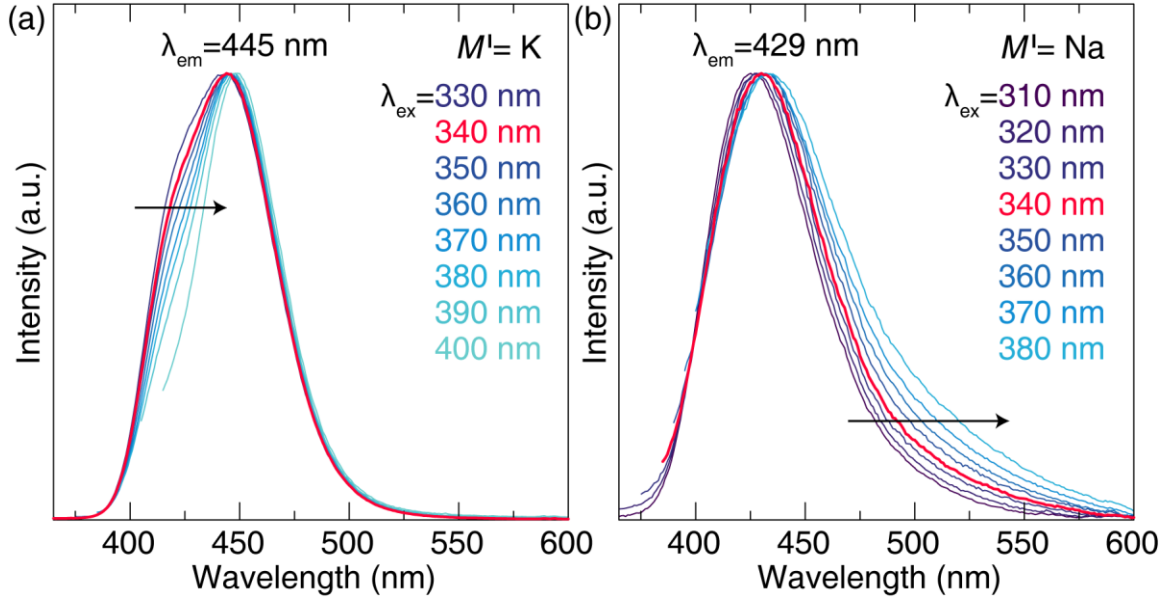 (a)
λem=445 nm
Mᴵ= K
λex=330 nm
340 nm
350 nm
360 nm
370 nm
380 nm
390 nm
400 nm
Intensity (a.u.)
400 450 500 550 600
Wavelength (nm)
(b)
λem=429 nm
Mᴵ= Na
λex=310 nm
320 nm
330 nm
340 nm
350 nm
360 nm
370 nm
380 nm
Intensity (a.u.)
400 450 500 550 600
Wavelength (nm)